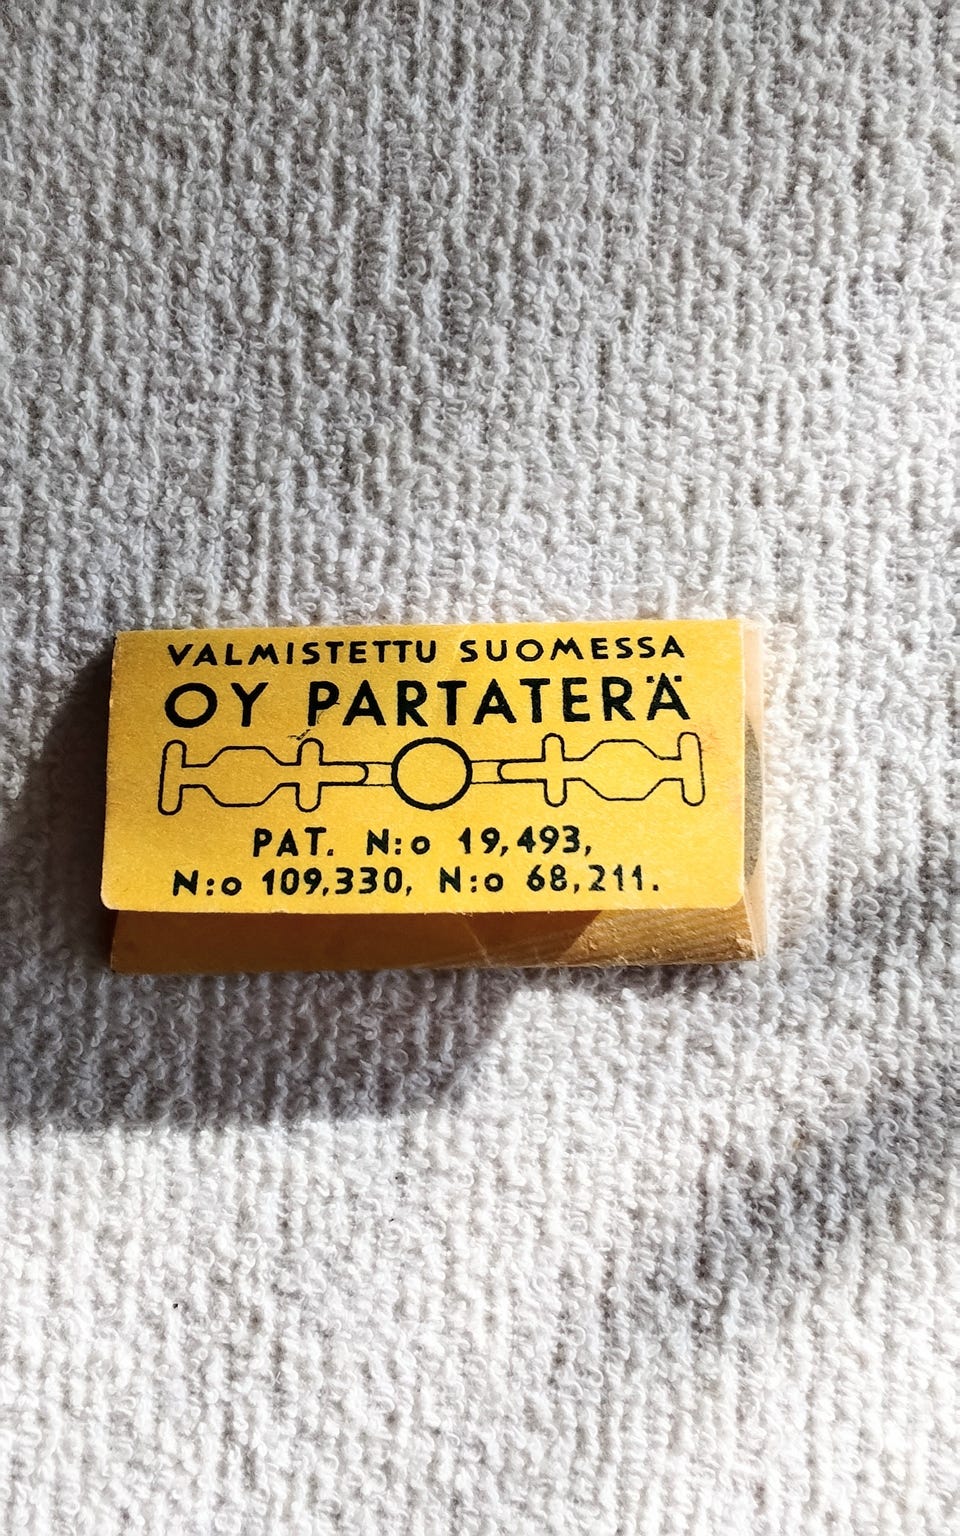 VALMISTETTU SUOMESSA
OY PARTATERÄ
PAT. N:o 19,493,
N:o 109,330, N:o 68,211.